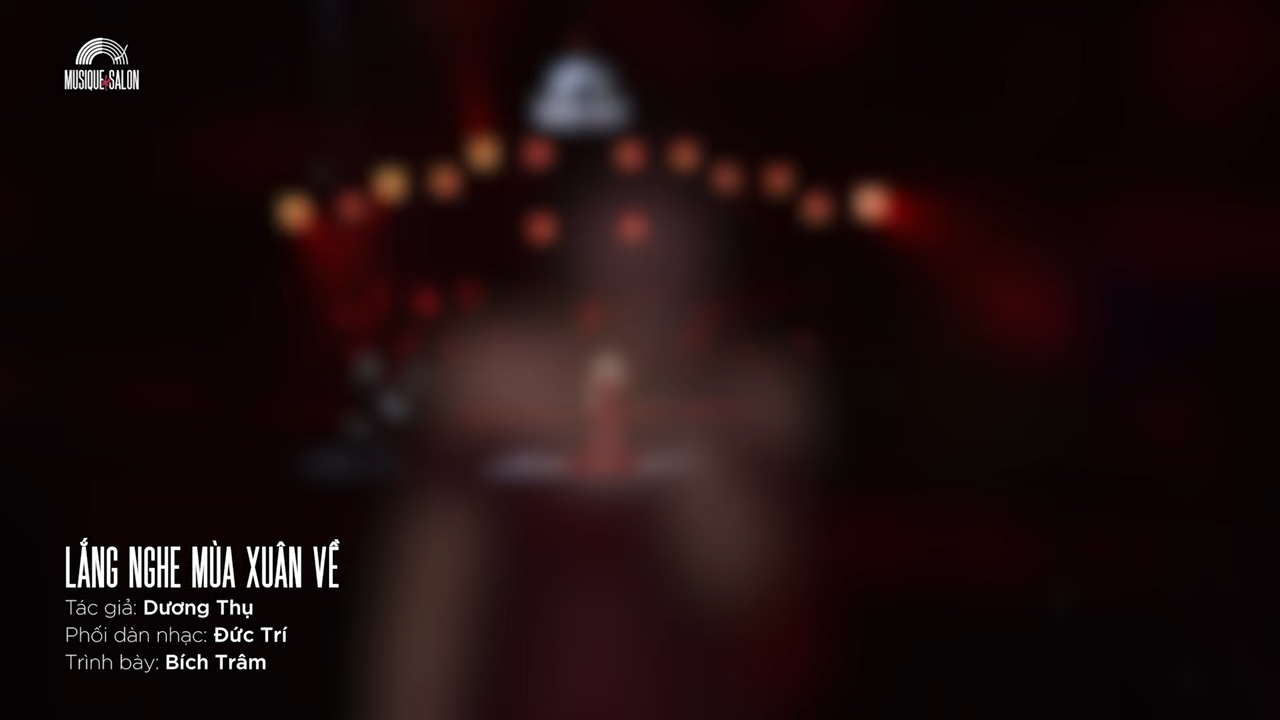 MUSIQUE de SALON
LẮNG NGHE MÙA XUÂN VỀ
Tác giả: Dương Thụ
Phối dàn nhạc: Đức Trí
Trình bày: Bích Trâm